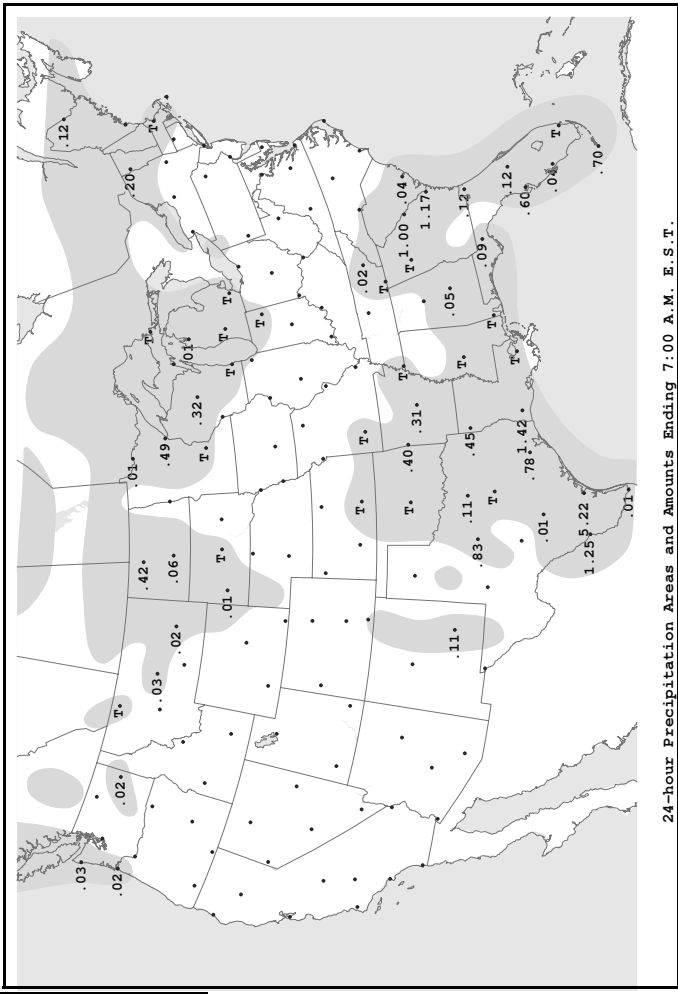 .12
.03
.02
T
.02
.01
.20
.42
T
T
.03
.49
.06
.02
.01
.32
T
T
T
.01
T
T
T
T
T
.02
T
T
1.00
.04
T
.40
T
.31
1.17
.05
.11
T
.12
.11
.45
.83
.09
T
T
.12
T
1.42
.60
.78
.01
T
1.25
5.22
.70
.01
24-hour Precipitation Areas and Amounts Ending 7:00 A.M. E.S.T.